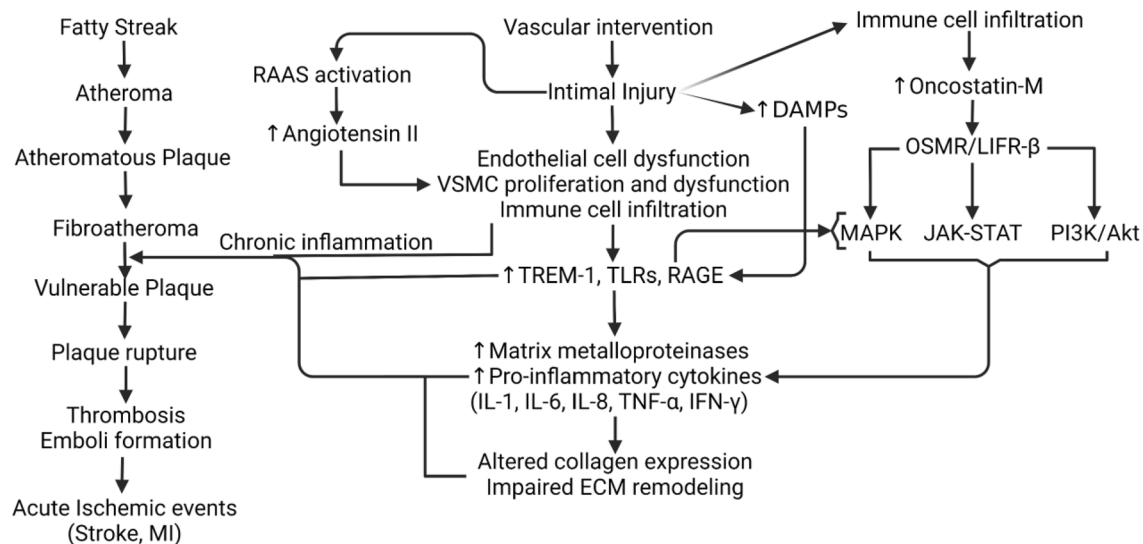 Fatty Streak
Atheroma
Atheromatous Plaque
Fibroatheroma
Vulnerable Plaque
Plaque rupture
Thrombosis
Emboli formation
Acute Ischemic events
(Stroke, MI)
RAAS activation
↑Angiotensin II
Chronic inflammation
Vascular intervention
Intimal Injury
Endothelial cell dysfunction
VSMC proliferation and dysfunction
Immune cell infiltration
↑TREM-1, TLRs, RAGE
↑Matrix metalloproteinases
↑Pro-inflammatory cytokines
(IL-1, IL-6, IL-8, TNF-α, IFN-γ)
Altered collagen expression
Impaired ECM remodeling
↑DAMPs
Immune cell infiltration
↑Oncostatin-M
OSMR/LIFR-β
MAPK JAK-STAT PI3K/Akt